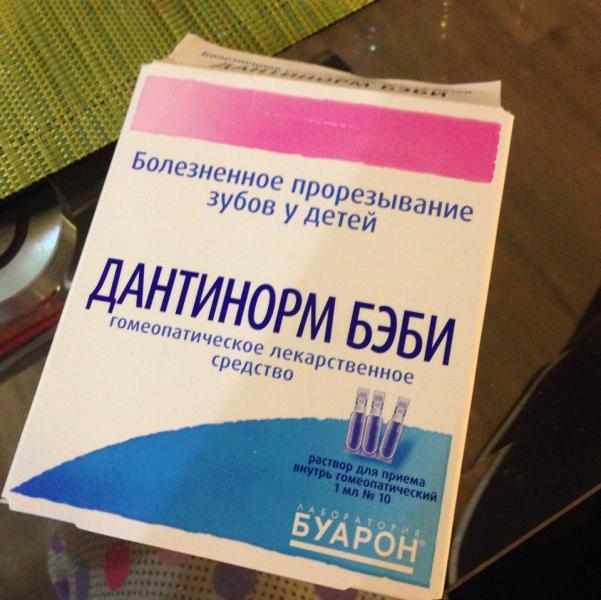 Болезненное
ДАНТИНОРМ БЭБИ
Болезненное прорезывание
зубов у детей
ДАНТИНОРМ БЭБИ
гомеопатическое лекарственное
средство
раствор для приема
внутрь гомеопатический
1 мл № 10
ЛАБОРАТОРИЯ
БУАРОН®